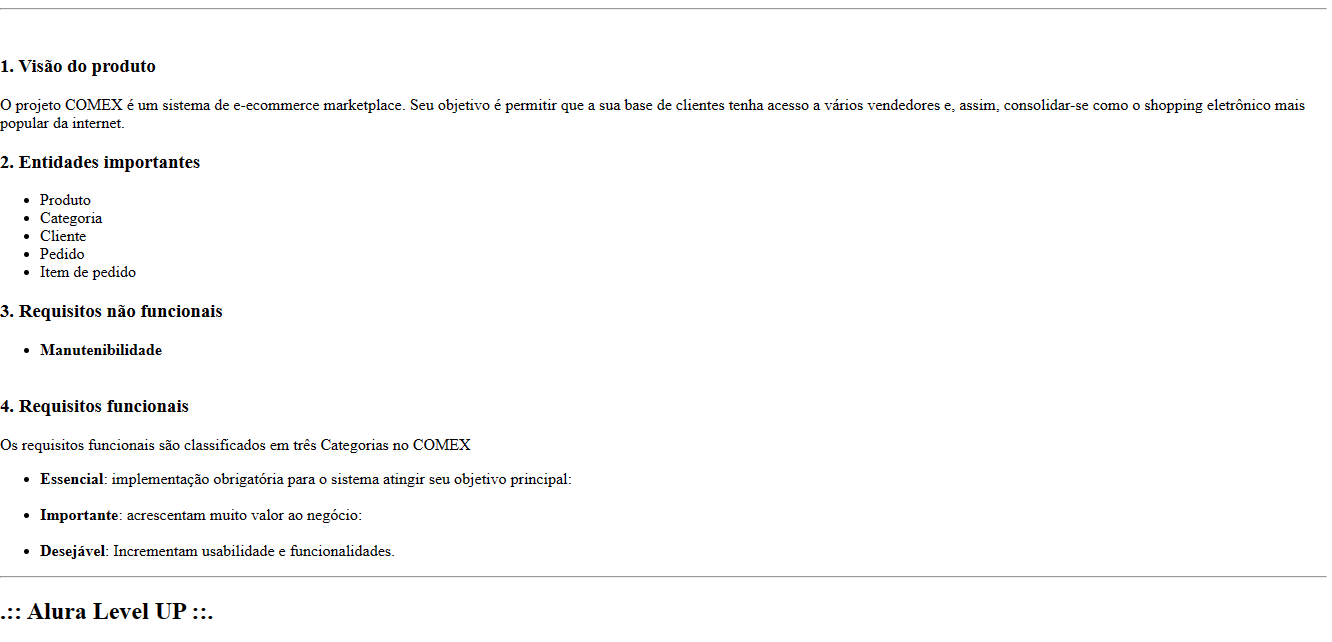 1. Visão do produto
O projeto COMEX é um sistema de e-ecommerce marketplace. Seu objetivo é permitir que a sua base de clientes tenha acesso a vários vendedores e, assim, consolidar-se como o shopping eletrônico mais
popular da internet.
2. Entidades importantes
• Produto
• Categoria
• Cliente
• Pedido
• Item de pedido
3. Requisitos não funcionais
• Manutenibilidade
4. Requisitos funcionais
Os requisitos funcionais são classificados em três Categorias no COMEX
• Essencial: implementação obrigatória para o sistema atingir seu objetivo principal:
• Importante: acrescentam muito valor ao negócio:
• Desejável: Incrementam usabilidade e funcionalidades.
.:: Alura Level UP ::.